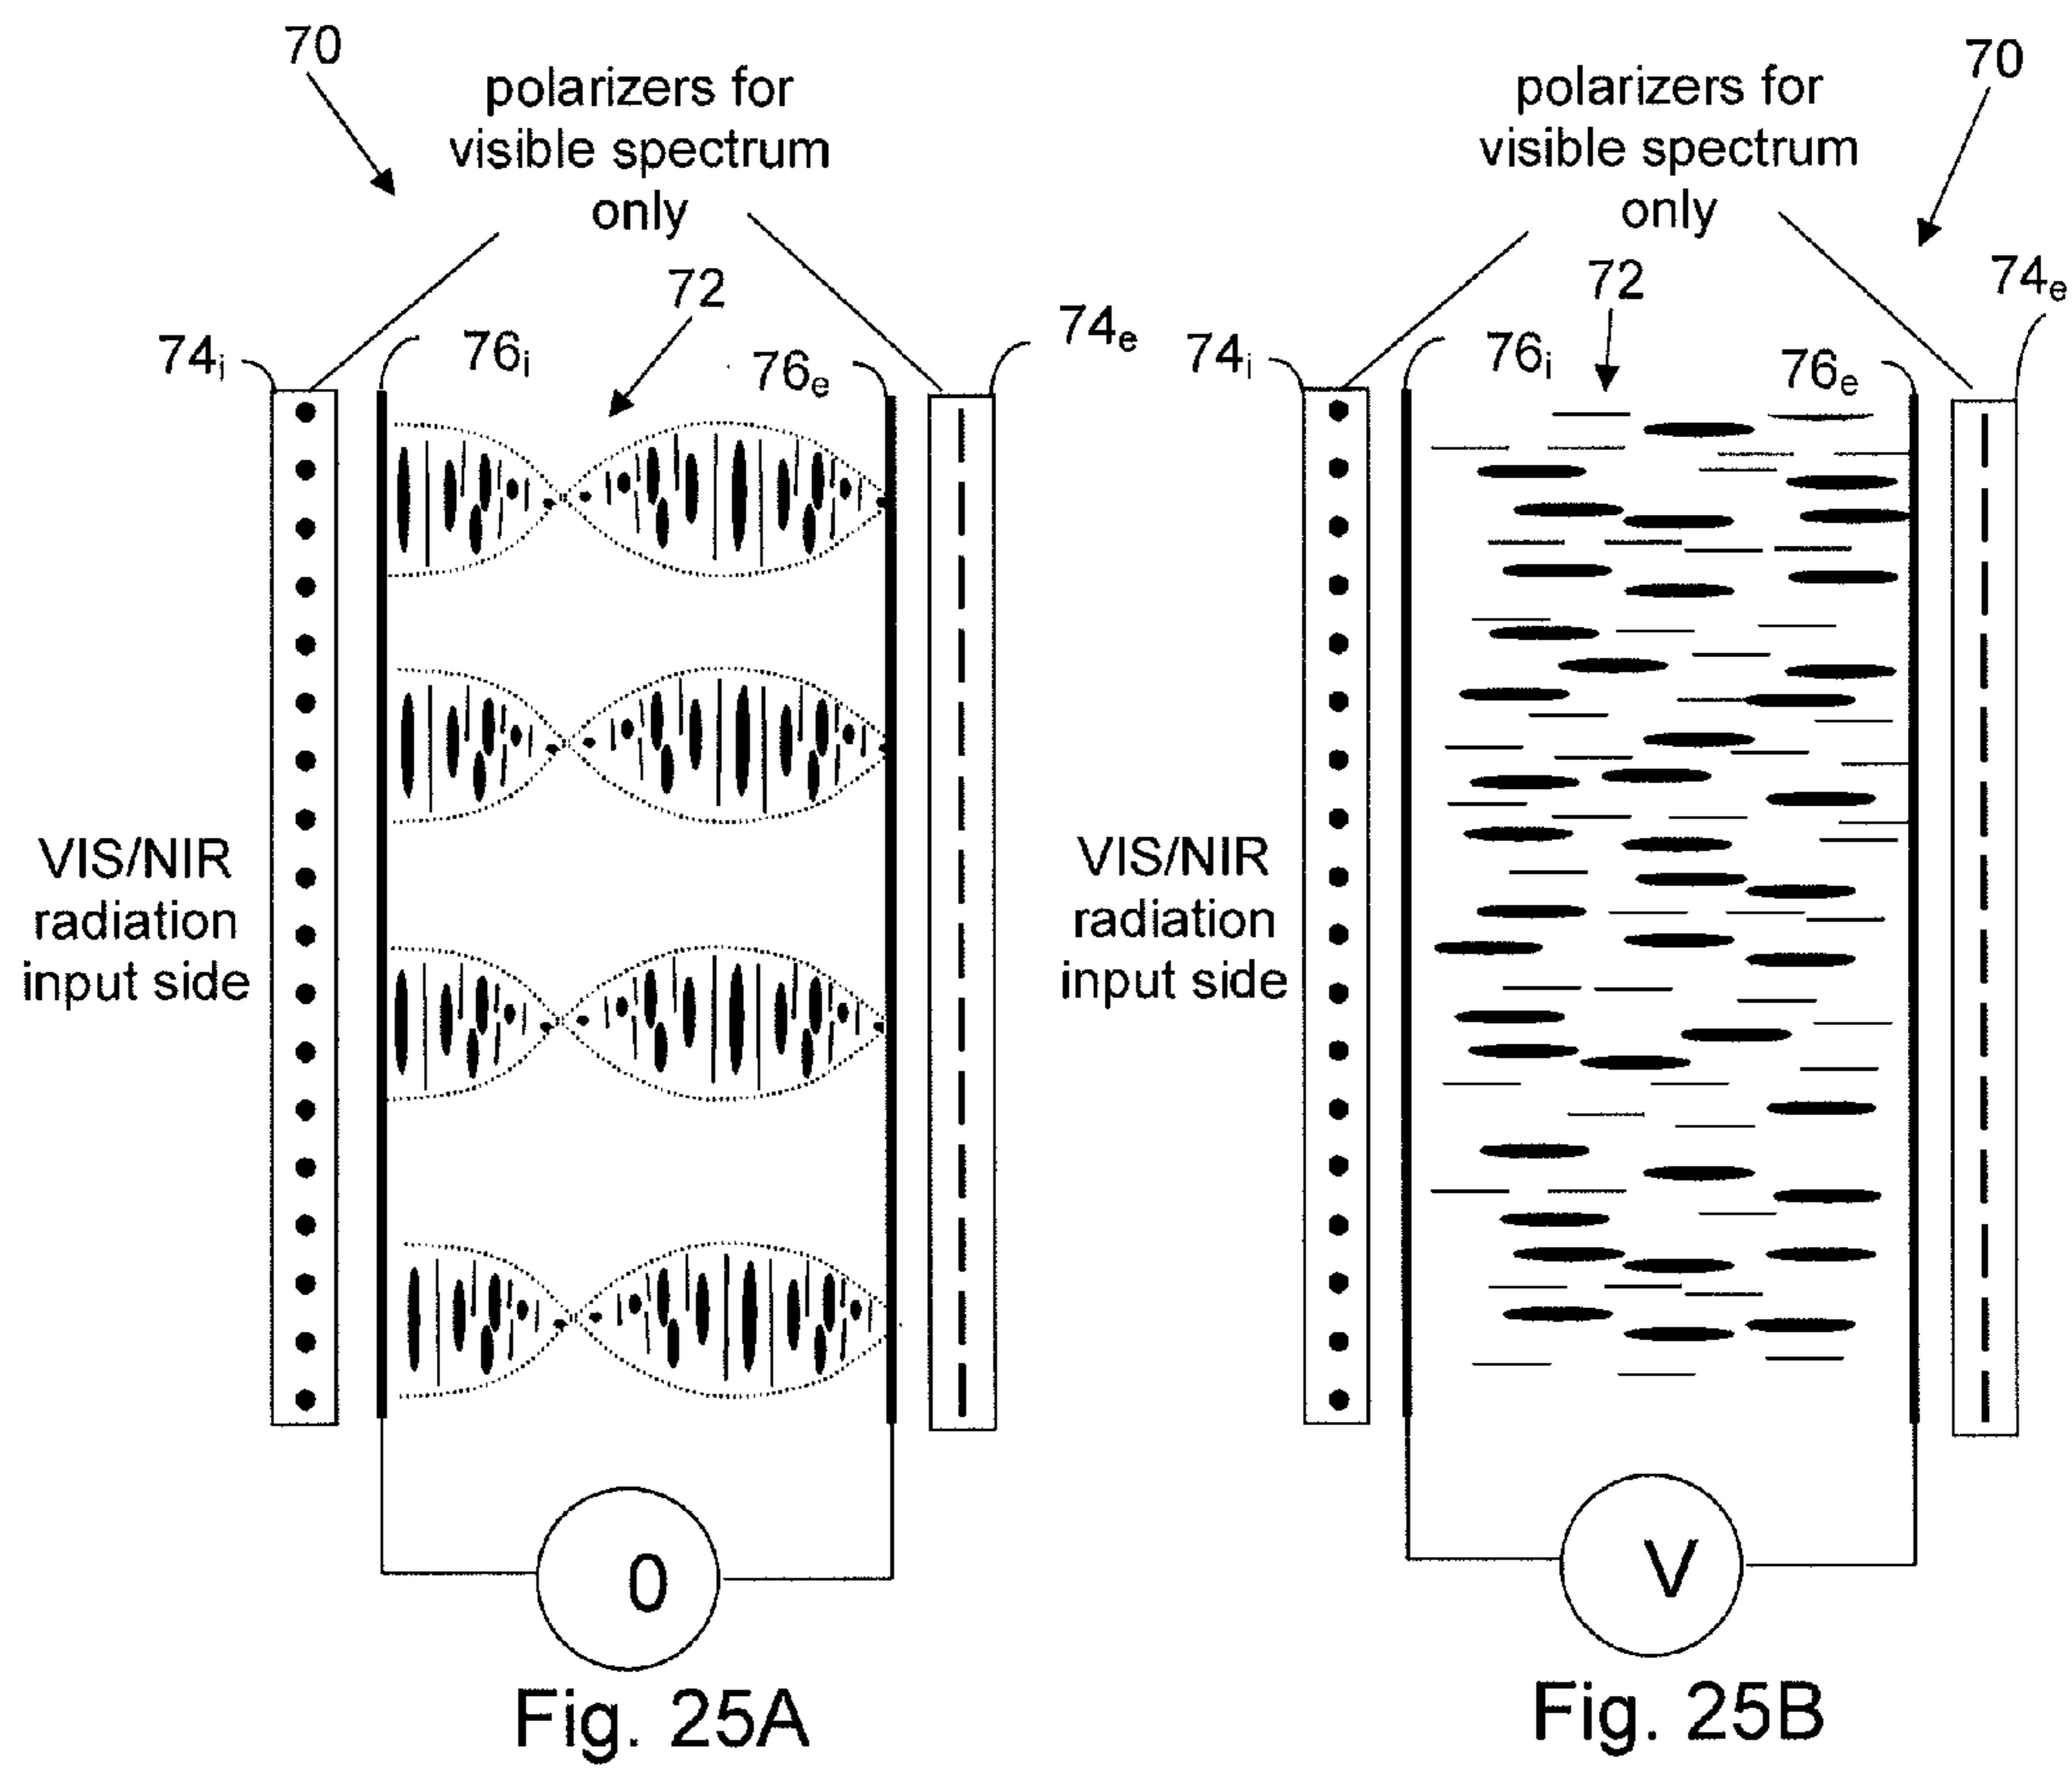 70
polarizers for
visible spectrum
only
72
74i
76i
76e
74e
VIS/NIR
radiation
input side
0
Fig. 25A
polarizers for
visible spectrum
only
70
72
74i
76i
76e
74e
VIS/NIR
radiation
input side
V
Fig. 25B